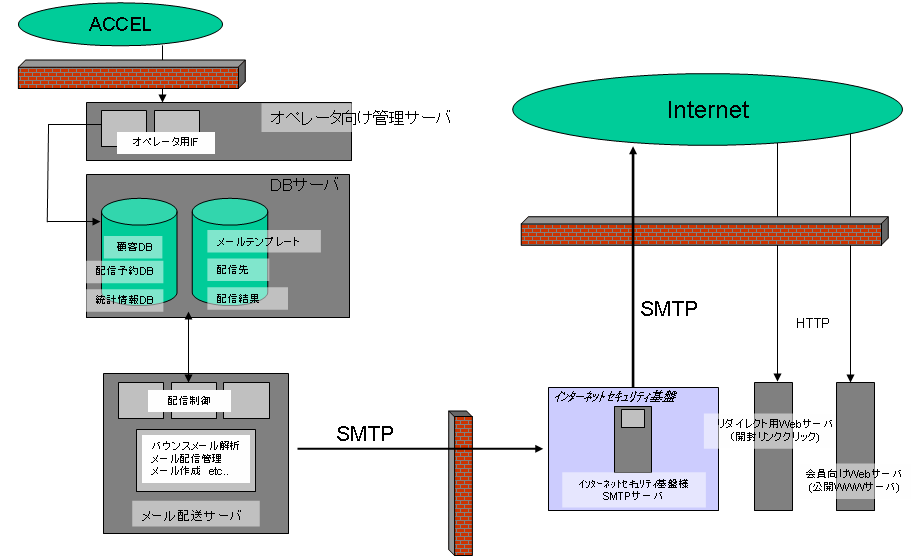 ACCEL
オペレータ向け管理サーバ
オペレータ用IF
DBサーバ
顧客DB
配信予約DB
統計情報DB
メールテンプレート
配信先
配信結果
配信制御
バウンスメール解析
メール配信管理
メール作成 etc..
メール配送サーバ
SMTP
Internet
SMTP
HTTP
インターネットセキュリティ基盤
インターネットセキュリティ基盤様
SMTPサーバ
リダイレクト用Webサーバ
(開封リンククリック)
会員向けWebサーバ
(公開WWWサーバ)